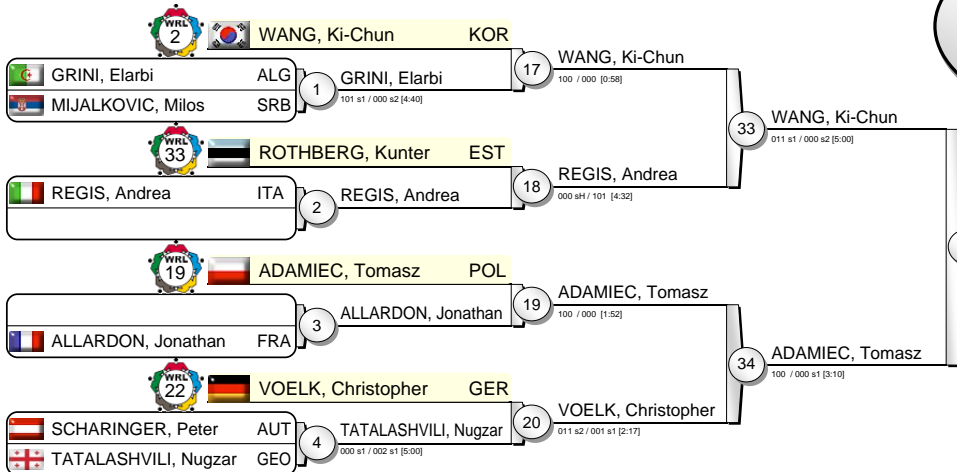 WRL 2 WANG, Ki-Chun KOR
GRINI, Elarbi ALG
MIJALKOVIC, Milos SRB
1 GRINI, Elarbi
101 s1 / 000 s2 [4:40]
17 WANG, Ki-Chun
100 / 000 [0:58]
WRL 33 ROTHBERG, Kunter EST
REGIS, Andrea ITA
2 REGIS, Andrea
18 REGIS, Andrea
000 sH / 101 [4:32]
33 WANG, Ki-Chun
011 s1 / 000 s2 [5:00]
WRL 19 ADAMIEC, Tomasz POL
ALLARDON, Jonathan FRA
3 ALLARDON, Jonathan
19 ADAMIEC, Tomasz
100 / 000 [1:52]
WRL 22 VOELK, Christopher GER
SCHARINGER, Peter AUT
TATALASHVILI, Nugzar GEO
4 TATALASHVILI, Nugzar
000 s1 / 002 s1 [5:00]
20 VOELK, Christopher
011 s2 / 001 s1 [2:17]
34 ADAMIEC, Tomasz
100 / 000 s1 [3:10]